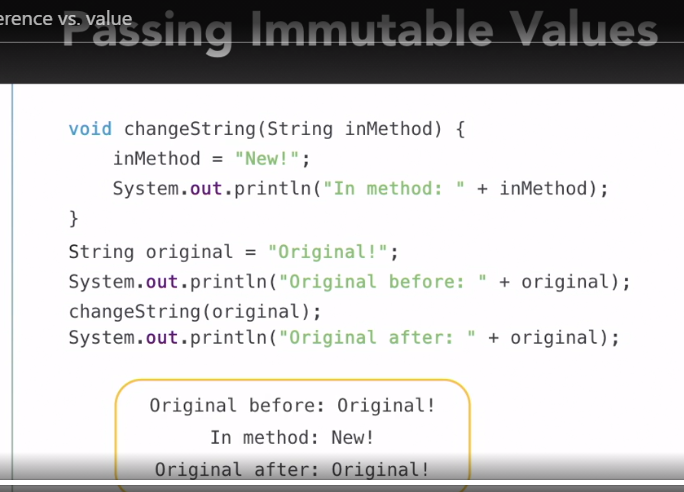 erence vs. value
Passing Immutable Values
void changeString(String inMethod) {
    inMethod = "New!";
    System.out.println("In method: " + inMethod);
}
String original = "Original!";
System.out.println("Original before: " + original);
changeString(original);
System.out.println("Original after: " + original);
Original before: Original!
In method: New!
Original after: Original!